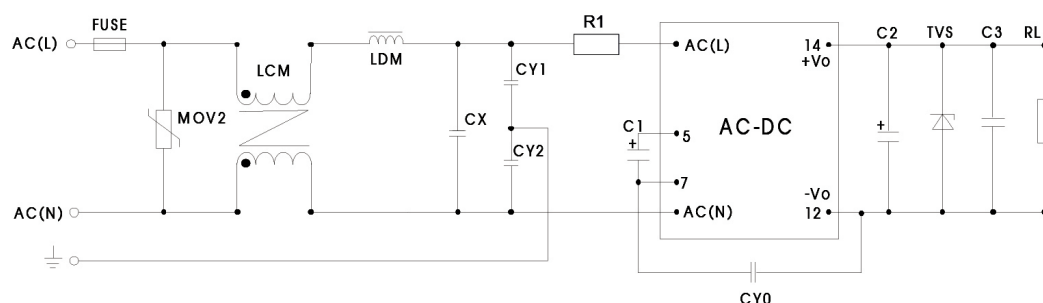 FUSE
AC(L)
LCM
MOV2
LDM
CX
CY1
CY2
R1
C1
+
AC(L)
5
7
AC(N)
AC-DC
14
+Vo
-Vo
12
C2
+
TVS
C3
RL
AC(N)
CY0